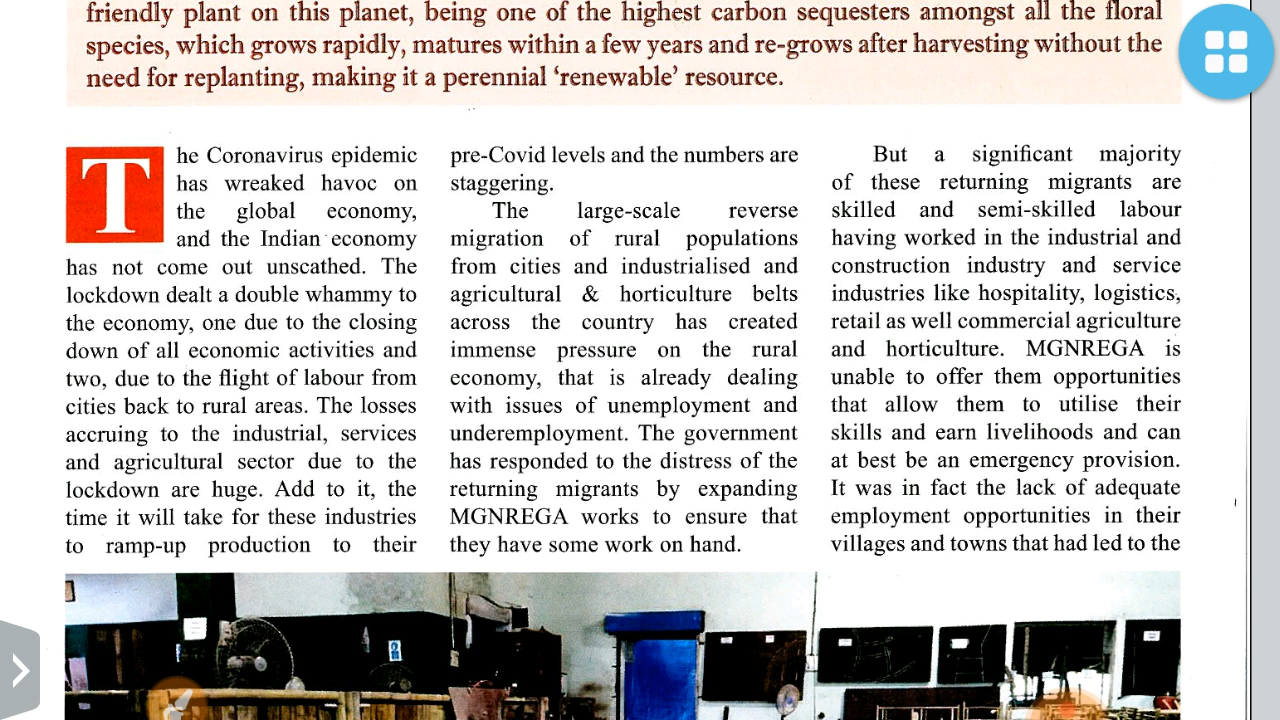 friendly plant on this planet, being one of the highest carbon sequesters amongst all the floral
species, which grows rapidly, matures within a few years and re-grows after harvesting without the
need for replanting, making it a perennial ‘renewable’ resource.
The Coronavirus epidemic
has wreaked havoc on
the global economy,
and the Indian economy
has not come out unscathed. The
lockdown dealt a double whammy to
the economy, one due to the closing
down of all economic activities and
two, due to the flight of labour from
cities back to rural areas. The losses
accruing to the industrial, services
and agricultural sector due to the
lockdown are huge. Add to it, the
time it will take for these industries
to ramp-up production to their
pre-Covid levels and the numbers are
staggering.
The large-scale reverse
migration of rural populations
from cities and industrialised and
agricultural & horticulture belts
across the country has created
immense pressure on the rural
economy, that is already dealing
with issues of unemployment and
underemployment. The government
has responded to the distress of the
returning migrants by expanding
MGNREGA works to ensure that
they have some work on hand.
But a significant majority
of these returning migrants are
skilled and semi-skilled labour
having worked in the industrial and
construction industry and service
industries like hospitality, logistics,
retail as well commercial agriculture
and horticulture. MGNREGA is
unable to offer them opportunities
that allow them to utilise their
skills and earn livelihoods and can
at best be an emergency provision.
It was in fact the lack of adequate
employment opportunities in their
villages and towns that had led to the